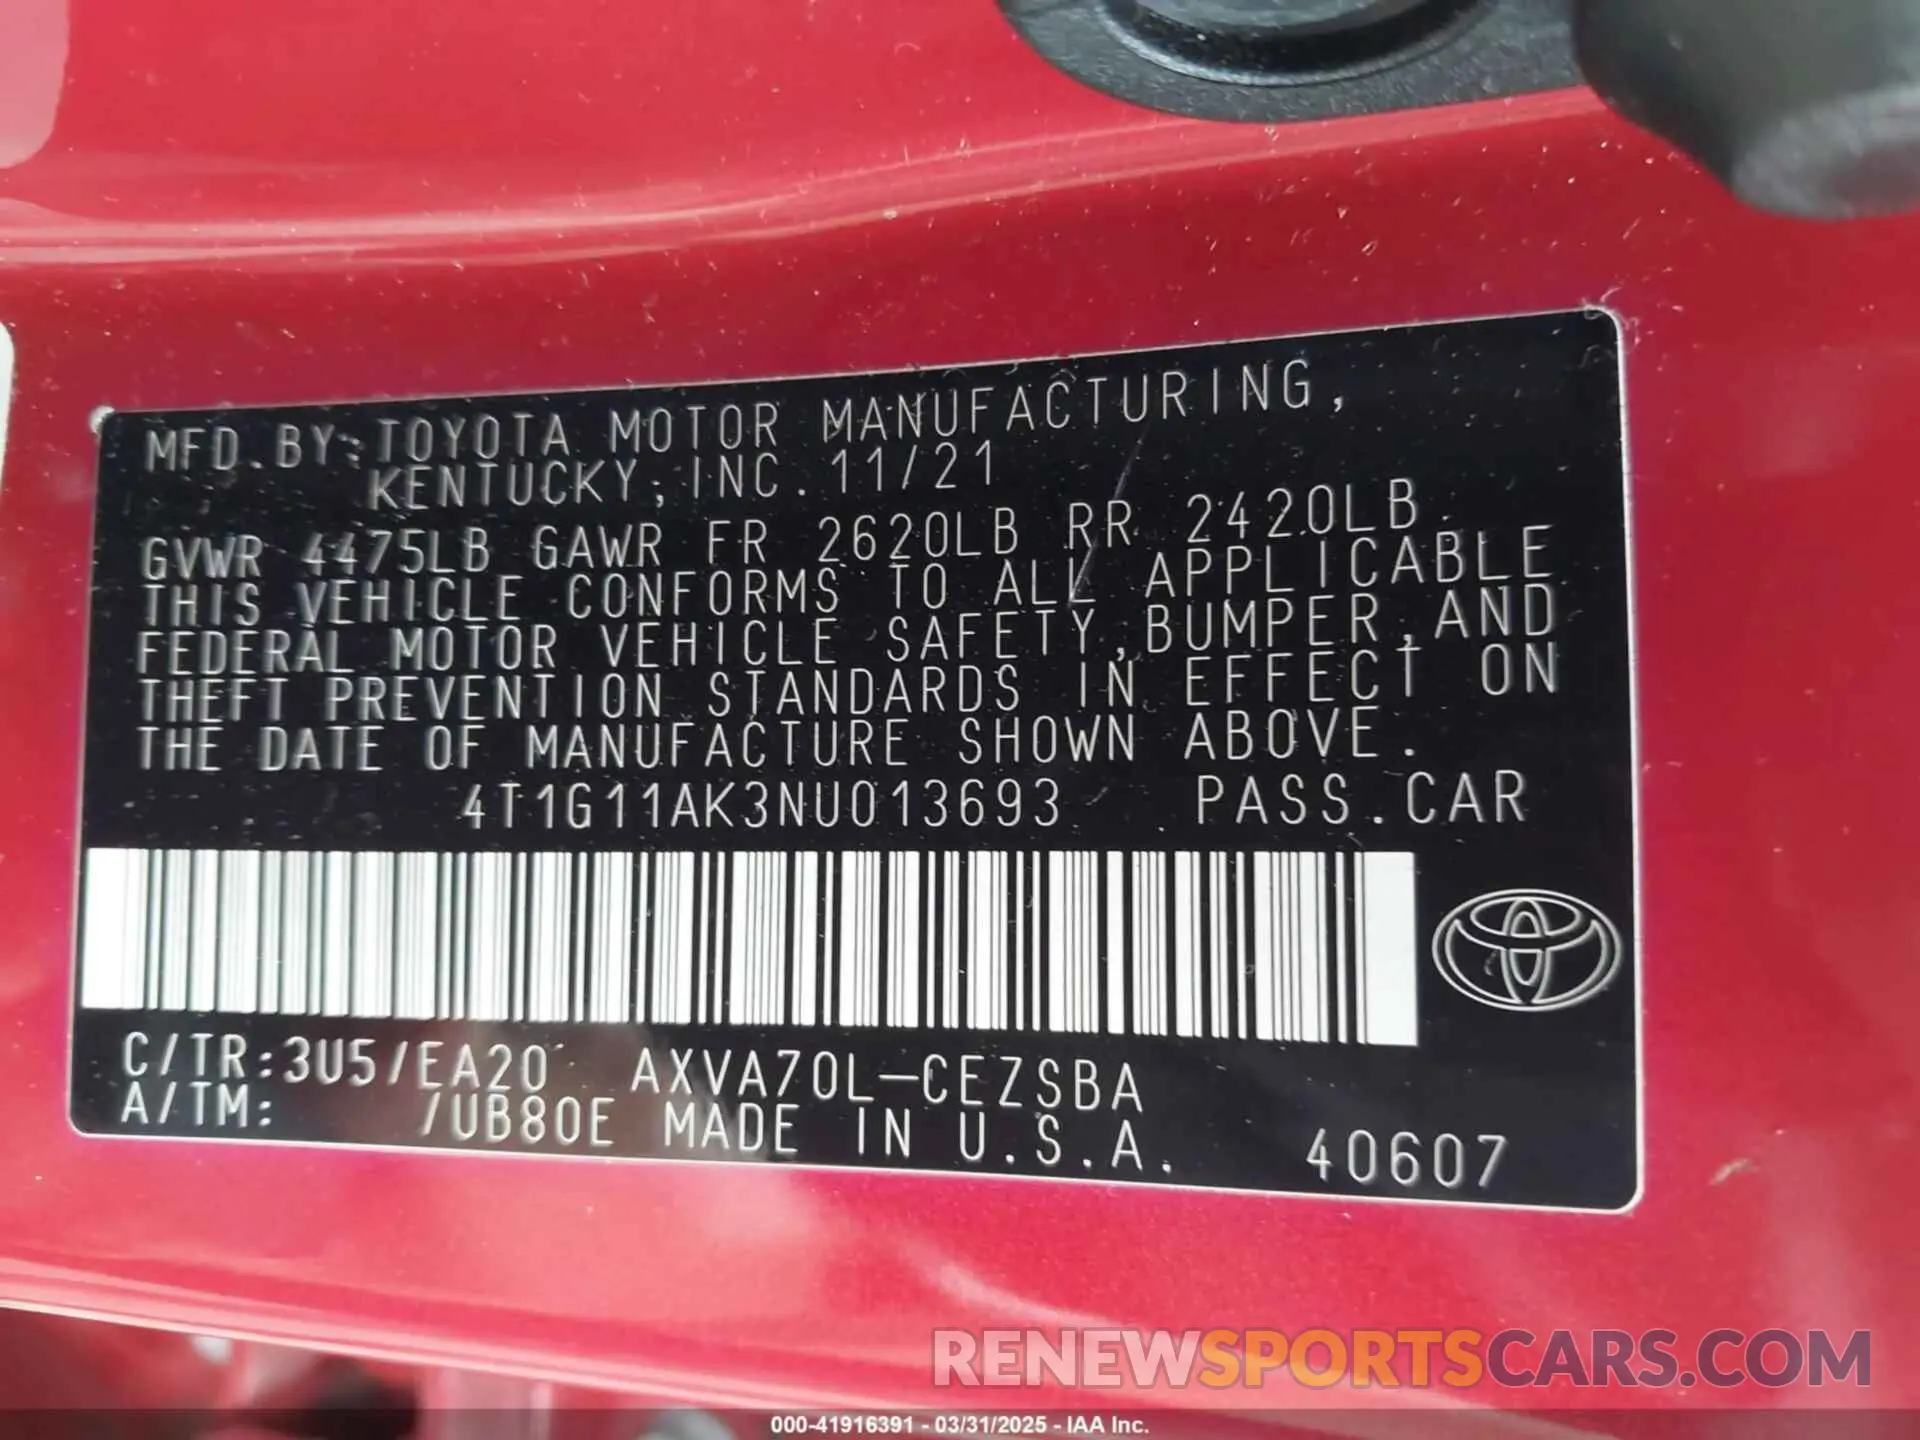 MFD.BY:TOYOTA MOTOR MANUFACTURING,
KENTUCKY, INC. 11/21
GVWR 4475LB GAWR FR 2620LB RR 2420LB.
THIS VEHICLE CONFORMS TO ALL APPLICABLE
FEDERAL MOTOR VEHICLE SAFETY,BUMPER,AND
THEFT PREVENTION STANDARDS IN EFFECT ON
THE DATE OF MANUFACTURE SHOWN ABOVE.
4T1G11AK3NU013693 PASS.CAR
C/TR:3U5/EA20 AXVA70L-CEZSBA
A/TM: /UB80E MADE IN U.S.A. 40607
RENEWSPORTSCARS.COM
000-41916391 - 03/31/2025 - IAA Inc.